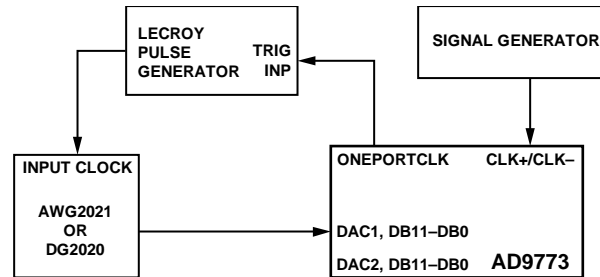 LECROY
PULSE
GENERATOR
TRIG
INP
SIGNAL GENERATOR
INPUT CLOCK
AWG2021
OR
DG2020
ONEPORTCLK
CLK+/CLK–
DAC1, DB11–DB0
DAC2, DB11–DB0
AD9773